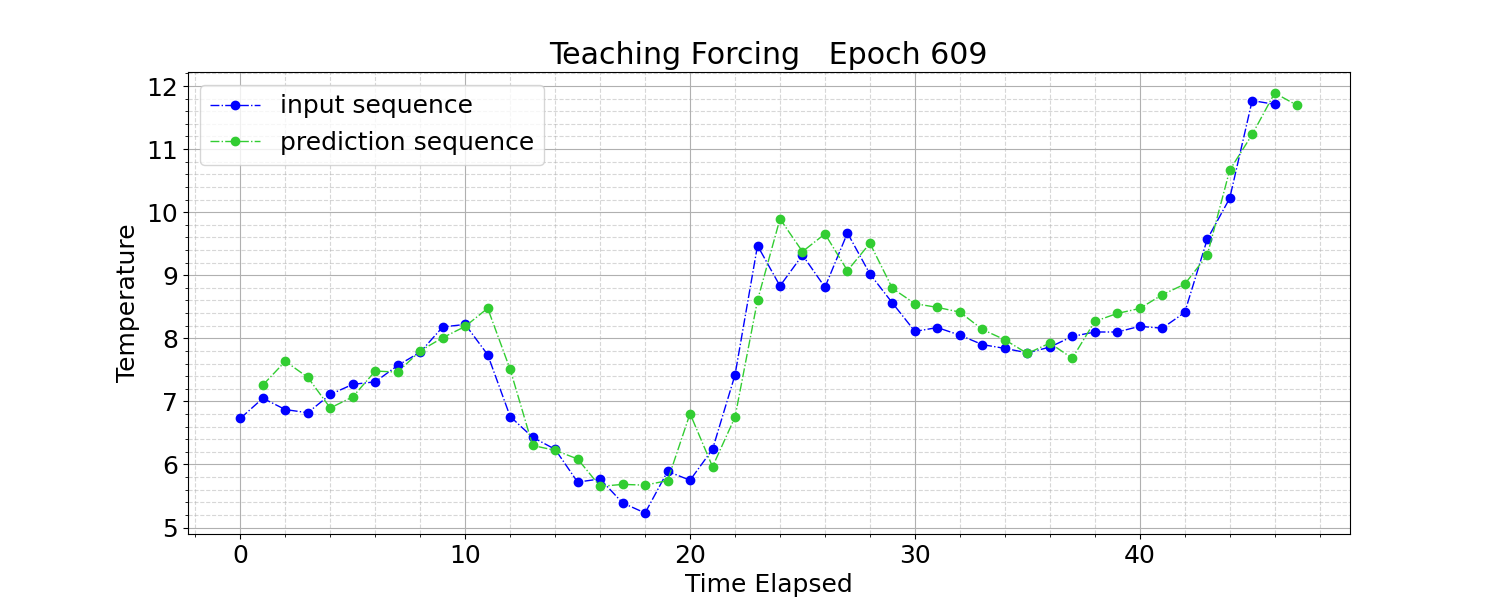 Teaching Forcing   Epoch 609
input sequence
prediction sequence
12
11
10
9
8
7
6
5
Temperature
0 10 20 30 40
Time Elapsed